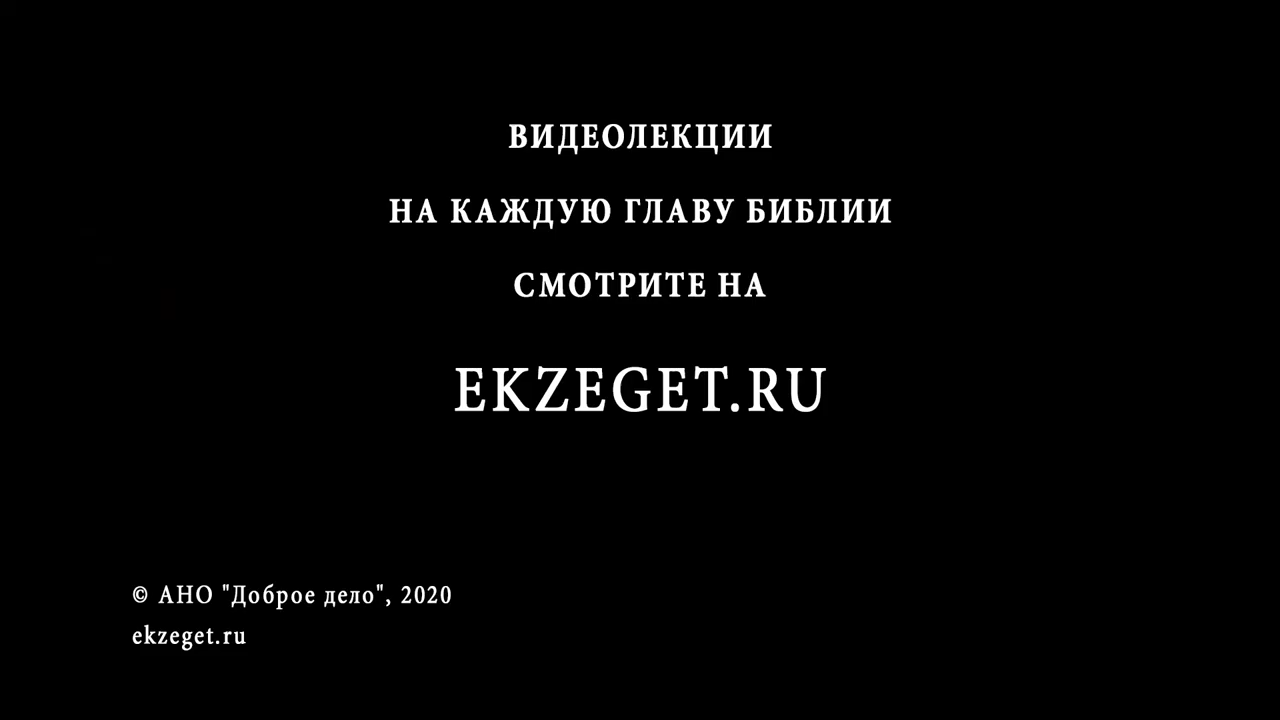 ВИДЕОЛЕКЦИИ
НА КАЖДУЮ ГЛАВУ БИБЛИИ
СМОТРИТЕ НА
EKZEGET.RU
© АНО "Доброе дело", 2020
ekzeget.ru